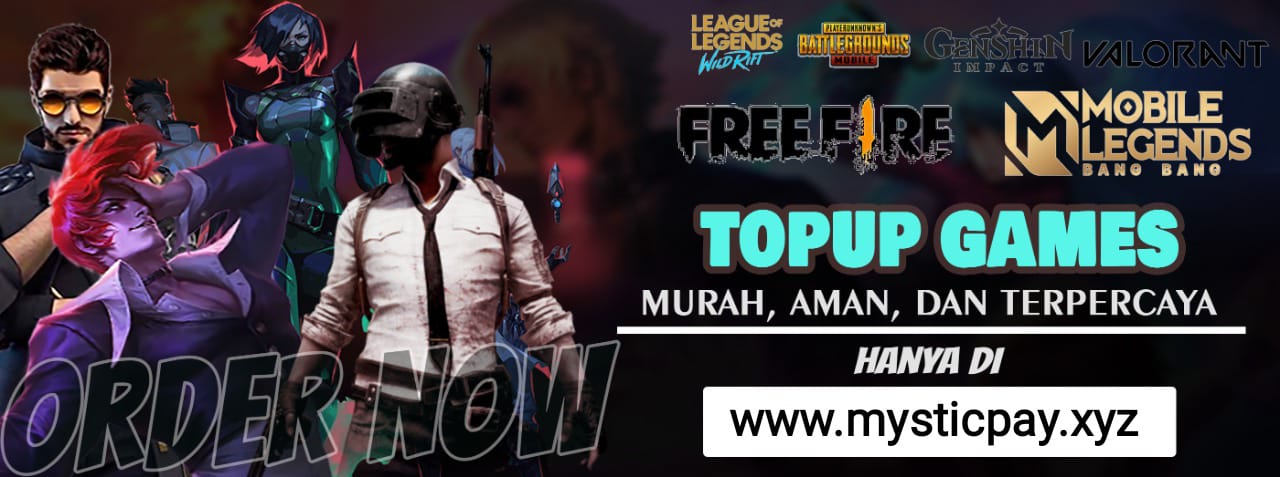 LEAGUE OF
LEGENDS
WILD RIFT
PLAYERUNKNOWN'S
BATTLEGROUNDS
MOBILE
GENSHIN
IMPACT
VALORANT
FREE FIRE
MOBILE
LEGENDS
BANG BANG
TOPUP GAMES
MURAH, AMAN, DAN TERPERCAYA
HANYA DI
www.mysticpay.xyz
ORDER NOW